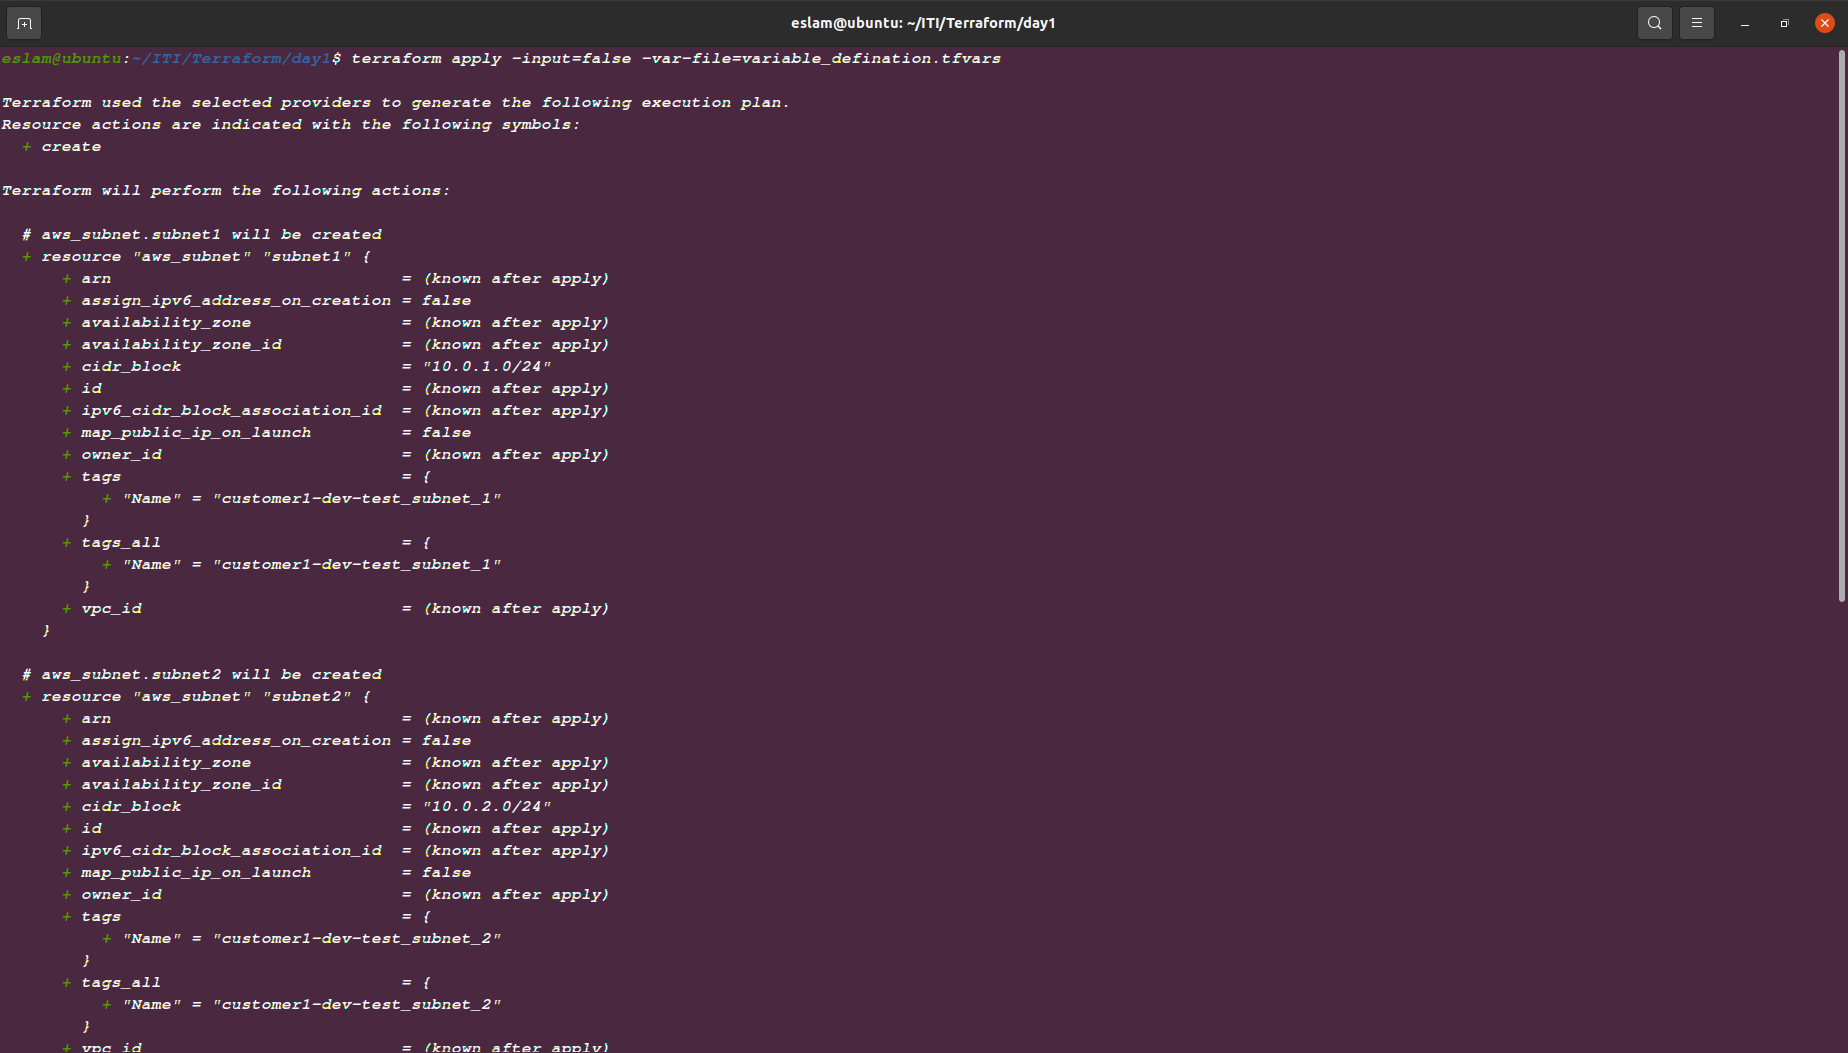 eslam@ubuntu: ~/ITI/Terraform/day1
eslam@ubuntu:~/ITI/Terraform/day1$ terraform apply -input=false -var-file=variable_defination.tfvars
Terraform used the selected providers to generate the following execution plan.
Resource actions are indicated with the following symbols:
  + create
Terraform will perform the following actions:
  # aws_subnet.subnet1 will be created
  + resource "aws_subnet" "subnet1" {
      + arn                             = (known after apply)
      + assign_ipv6_address_on_creation = false
      + availability_zone               = (known after apply)
      + availability_zone_id            = (known after apply)
      + cidr_block                      = "10.0.1.0/24"
      + id                              = (known after apply)
      + ipv6_cidr_block_association_id  = (known after apply)
      + map_public_ip_on_launch         = false
      + owner_id                        = (known after apply)
      + tags                            = {
          + "Name" = "customer1-dev-test_subnet_1"
        }
      + tags_all                        = {
          + "Name" = "customer1-dev-test_subnet_1"
        }
      + vpc_id                          = (known after apply)
    }
  # aws_subnet.subnet2 will be created
  + resource "aws_subnet" "subnet2" {
      + arn                             = (known after apply)
      + assign_ipv6_address_on_creation = false
      + availability_zone               = (known after apply)
      + availability_zone_id            = (known after apply)
      + cidr_block                      = "10.0.2.0/24"
      + id                              = (known after apply)
      + ipv6_cidr_block_association_id  = (known after apply)
      + map_public_ip_on_launch         = false
      + owner_id                        = (known after apply)
      + tags                            = {
          + "Name" = "customer1-dev-test_subnet_2"
        }
      + tags_all                        = {
          + "Name" = "customer1-dev-test_subnet_2"
        }
      + vpc_id                          = (known after apply)